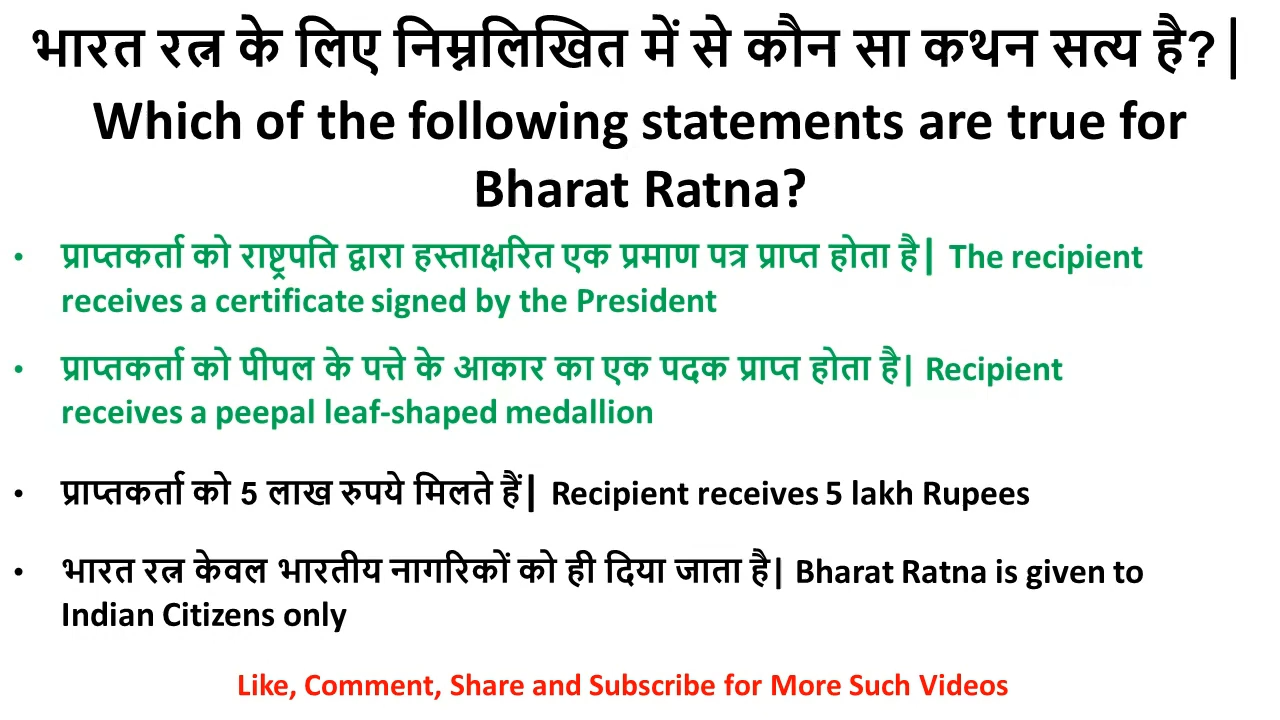 भारत रत्न के लिए निम्नलिखित में से कौन सा कथन सत्य है?|
Which of the following statements are true for
Bharat Ratna?
• प्राप्तकर्ता को राष्ट्रपति द्वारा हस्ताक्षरित एक प्रमाण पत्र प्राप्त होता है| The recipient
receives a certificate signed by the President
• प्राप्तकर्ता को पीपल के पत्ते के आकार का एक पदक प्राप्त होता है| Recipient
receives a peepal leaf-shaped medallion
• प्राप्तकर्ता को 5 लाख रुपये मिलते हैं| Recipient receives 5 lakh Rupees
• भारत रत्न केवल भारतीय नागरिकों को ही दिया जाता है| Bharat Ratna is given to
Indian Citizens only
Like, Comment, Share and Subscribe for More Such Videos